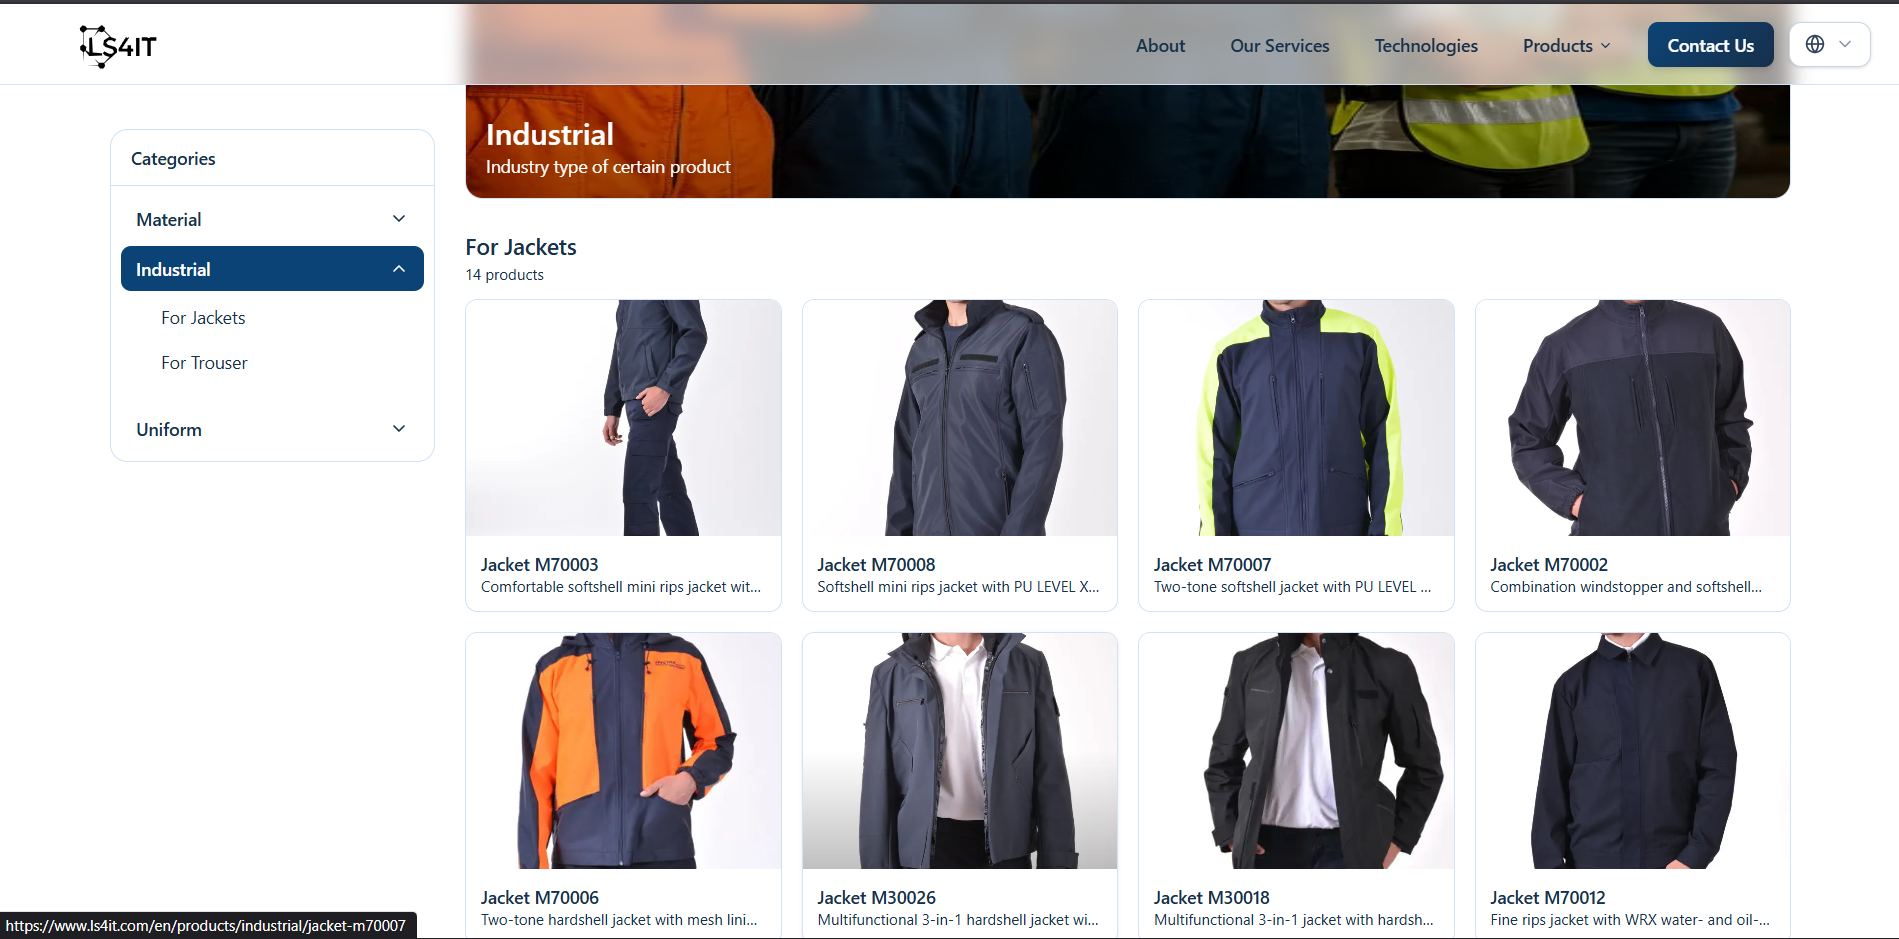 LS4IT
About
Our Services
Technologies
Products
Contact Us
Industrial
Industry type of certain product
Categories
Material
Industrial
For Jackets
For Trouser
Uniform
For Jackets
14 products
Jacket M70003
Comfortable softshell mini rips jacket wit...
Jacket M70008
Softshell mini rips jacket with PU LEVEL X...
Jacket M70007
Two-tone softshell jacket with PU LEVEL ...
Jacket M70002
Combination windstopper and softshell...
Jacket M70006
Two-tone hardshell jacket with mesh lini...
Jacket M30026
Multifunctional 3-in-1 hardshell jacket wi...
Jacket M30018
Multifunctional 3-in-1 jacket with hardsh...
Jacket M70012
Fine rips jacket with WRX water- and oil-...
https://www.ls4it.com/en/products/industrial/jacket-m70007